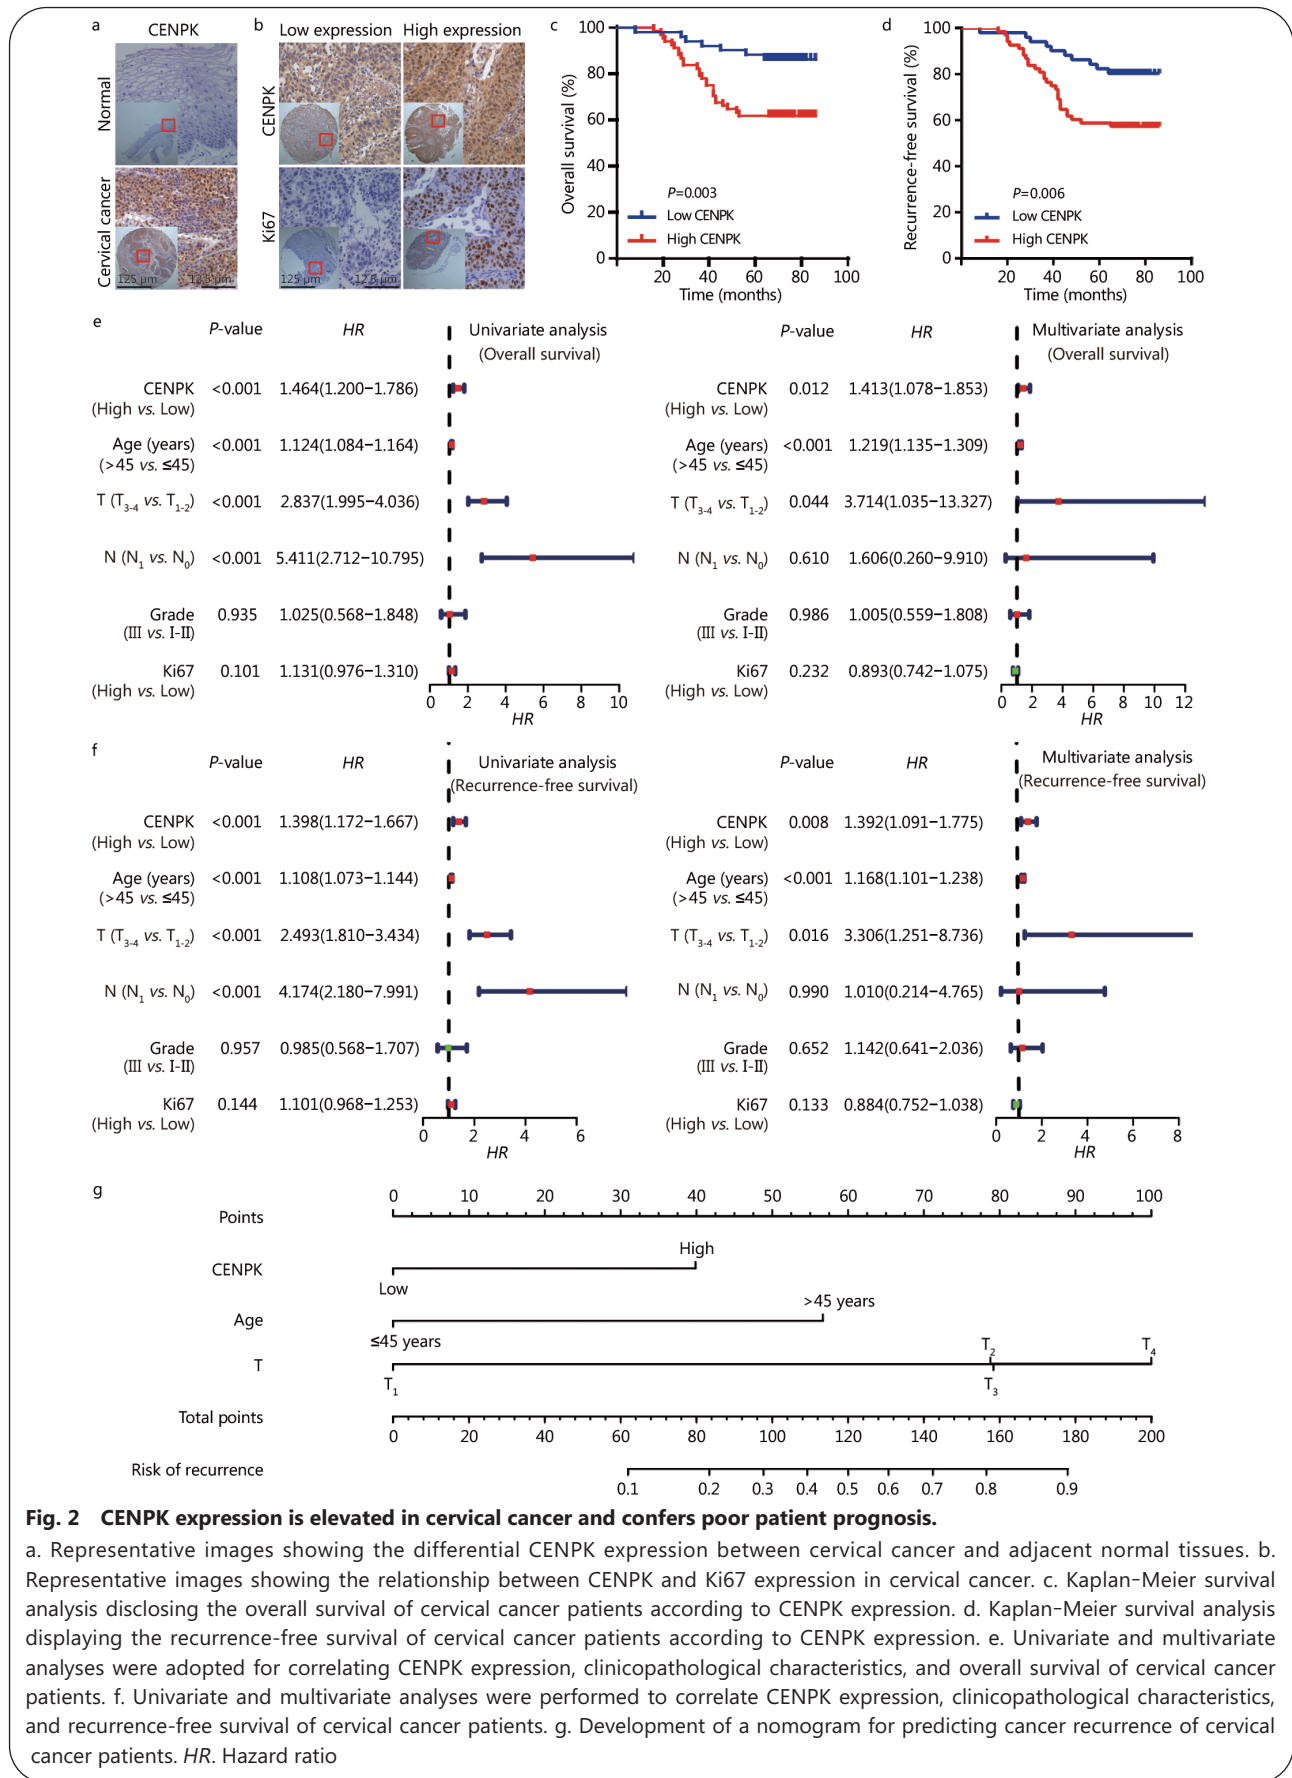 a
CENPK
Normal
Cervical cancer
125 μm
12.5 μm
b
Low expression
High expression
CENPK
Ki67
125 μm
12.5 μm
c
Overall survival (%)
100
80
60
40
20
0
P=0.003
Low CENPK
High CENPK
20 40 60 80 100
Time (months)
d
Recurrence-free survival (%)
100
80
60
40
20
0
P=0.006
Low CENPK
High CENPK
20 40 60 80 100
Time (months)
e
P-value HR Univariate analysis
(Overall survival)
CENPK <0.001 1.464(1.200−1.786)
(High vs. Low)
Age (years) <0.001 1.124(1.084−1.164)
(>45 vs. ≤45)
T (T3-4 vs. T1-2) <0.001 2.837(1.995−4.036)
N (N1 vs. N0) <0.001 5.411(2.712−10.795)
Grade 0.935 1.025(0.568−1.848)
(III vs. I-II)
Ki67 0.101 1.131(0.976−1.310)
(High vs. Low)
0 2 4 6 8 10
HR
P-value HR Multivariate analysis
(Overall survival)
CENPK 0.012 1.413(1.078−1.853)
(High vs. Low)
Age (years) <0.001 1.219(1.135−1.309)
(>45 vs. ≤45)
T (T3-4 vs. T1-2) 0.044 3.714(1.035−13.327)
N (N1 vs. N0) 0.610 1.606(0.260−9.910)
Grade 0.986 1.005(0.559−1.808)
(III vs. I-II)
Ki67 0.232 0.893(0.742−1.075)
(High vs. Low)
0 2 4 6 8 10 12
HR
f
P-value HR Univariate analysis
(Recurrence-free survival)
CENPK <0.001 1.398(1.172−1.667)
(High vs. Low)
Age (years) <0.001 1.108(1.073−1.144)
(>45 vs. ≤45)
T (T3-4 vs. T1-2) <0.001 2.493(1.810−3.434)
N (N1 vs. N0) <0.001 4.174(2.180−7.991)
Grade 0.957 0.985(0.568−1.707)
(III vs. I-II)
Ki67 0.144 1.101(0.968−1.253)
(High vs. Low)
0 2 4 6
HR
P-value HR Multivariate analysis
(Recurrence-free survival)
CENPK 0.008 1.392(1.091−1.775)
(High vs. Low)
Age (years) <0.001 1.168(1.101−1.238)
(>45 vs. ≤45)
T (T3-4 vs. T1-2) 0.016 3.306(1.251−8.736)
N (N1 vs. N0) 0.990 1.010(0.214−4.765)
Grade 0.652 1.142(0.641−2.036)
(III vs. I-II)
Ki67 0.133 0.884(0.752−1.038)
(High vs. Low)
0 2 4 6 8
HR
g
0 10 20 30 40 50 60 70 80 90 100
Points
High
CENPK
Low
>45 years
Age
≤45 years
T2 T4
T
T1 T3
Total points
0 20 40 60 80 100 120 140 160 180 200
Risk of recurrence
0.1 0.2 0.3 0.4 0.5 0.6 0.7 0.8 0.9
Fig. 2 CENPK expression is elevated in cervical cancer and confers poor patient prognosis.
a. Representative images showing the differential CENPK expression between cervical cancer and adjacent normal tissues. b.
Representative images showing the relationship between CENPK and Ki67 expression in cervical cancer. c. Kaplan−Meier survival
analysis disclosing the overall survival of cervical cancer patients according to CENPK expression. d. Kaplan−Meier survival analysis
displaying the recurrence-free survival of cervical cancer patients according to CENPK expression. e. Univariate and multivariate
analyses were adopted for correlating CENPK expression, clinicopathological characteristics, and overall survival of cervical cancer
patients. f. Univariate and multivariate analyses were performed to correlate CENPK expression, clinicopathological characteristics,
and recurrence-free survival of cervical cancer patients. g. Development of a nomogram for predicting cancer recurrence of cervical
cancer patients. HR. Hazard ratio